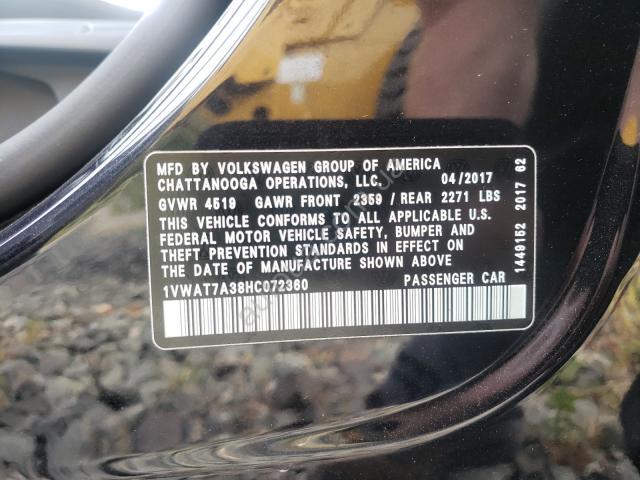 MFD BY VOLKSWAGEN GROUP OF AMERICA
CHATTANOOGA OPERATIONS, LLC. 04/2017
GVWR 4519 GAWR FRONT 2359 / REAR 2271 LBS
THIS VEHICLE CONFORMS TO ALL APPLICABLE U.S.
FEDERAL MOTOR VEHICLE SAFETY, BUMPER AND
THEFT PREVENTION STANDARDS IN EFFECT ON
THE DATE OF MANUFACTURE SHOWN ABOVE
1VWAT7A38HC072360 PASSENGER CAR
1449162 2017 62